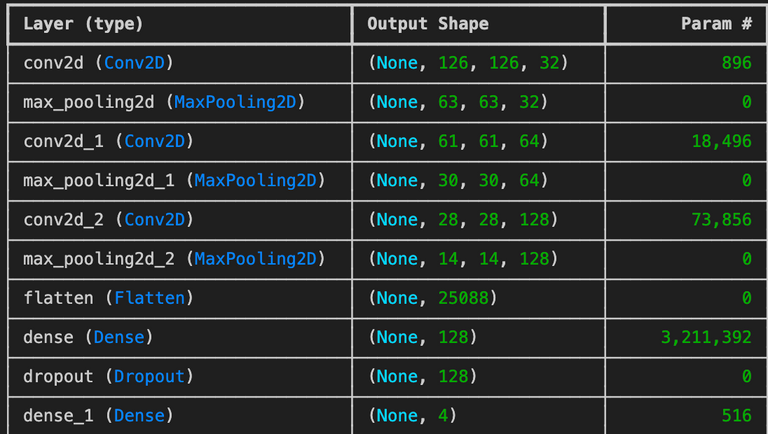 Layer (type) Output Shape Param #
conv2d (Conv2D) (None, 126, 126, 32) 896
max_pooling2d (MaxPooling2D) (None, 63, 63, 32) 0
conv2d_1 (Conv2D) (None, 61, 61, 64) 18,496
max_pooling2d_1 (MaxPooling2D) (None, 30, 30, 64) 0
conv2d_2 (Conv2D) (None, 28, 28, 128) 73,856
max_pooling2d_2 (MaxPooling2D) (None, 14, 14, 128) 0
flatten (Flatten) (None, 25088) 0
dense (Dense) (None, 128) 3,211,392
dropout (Dropout) (None, 128) 0
dense_1 (Dense) (None, 4) 516